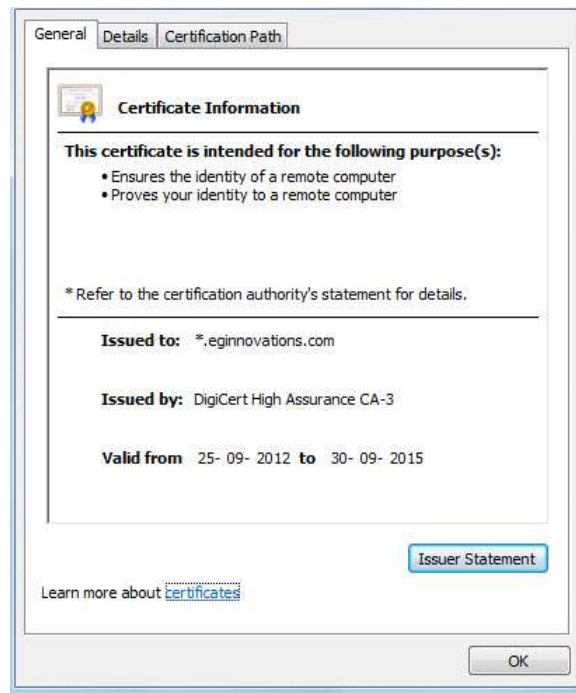 General Details Certification Path
Certificate Information
This certificate is intended for the following purpose(s):
• Ensures the identity of a remote computer
• Proves your identity to a remote computer
* Refer to the certification authority's statement for details.
Issued to: *.eginnovations.com
Issued by: DigiCert High Assurance CA-3
Valid from 25- 09- 2012 to 30- 09- 2015
Issuer Statement
Learn more about certificates
OK